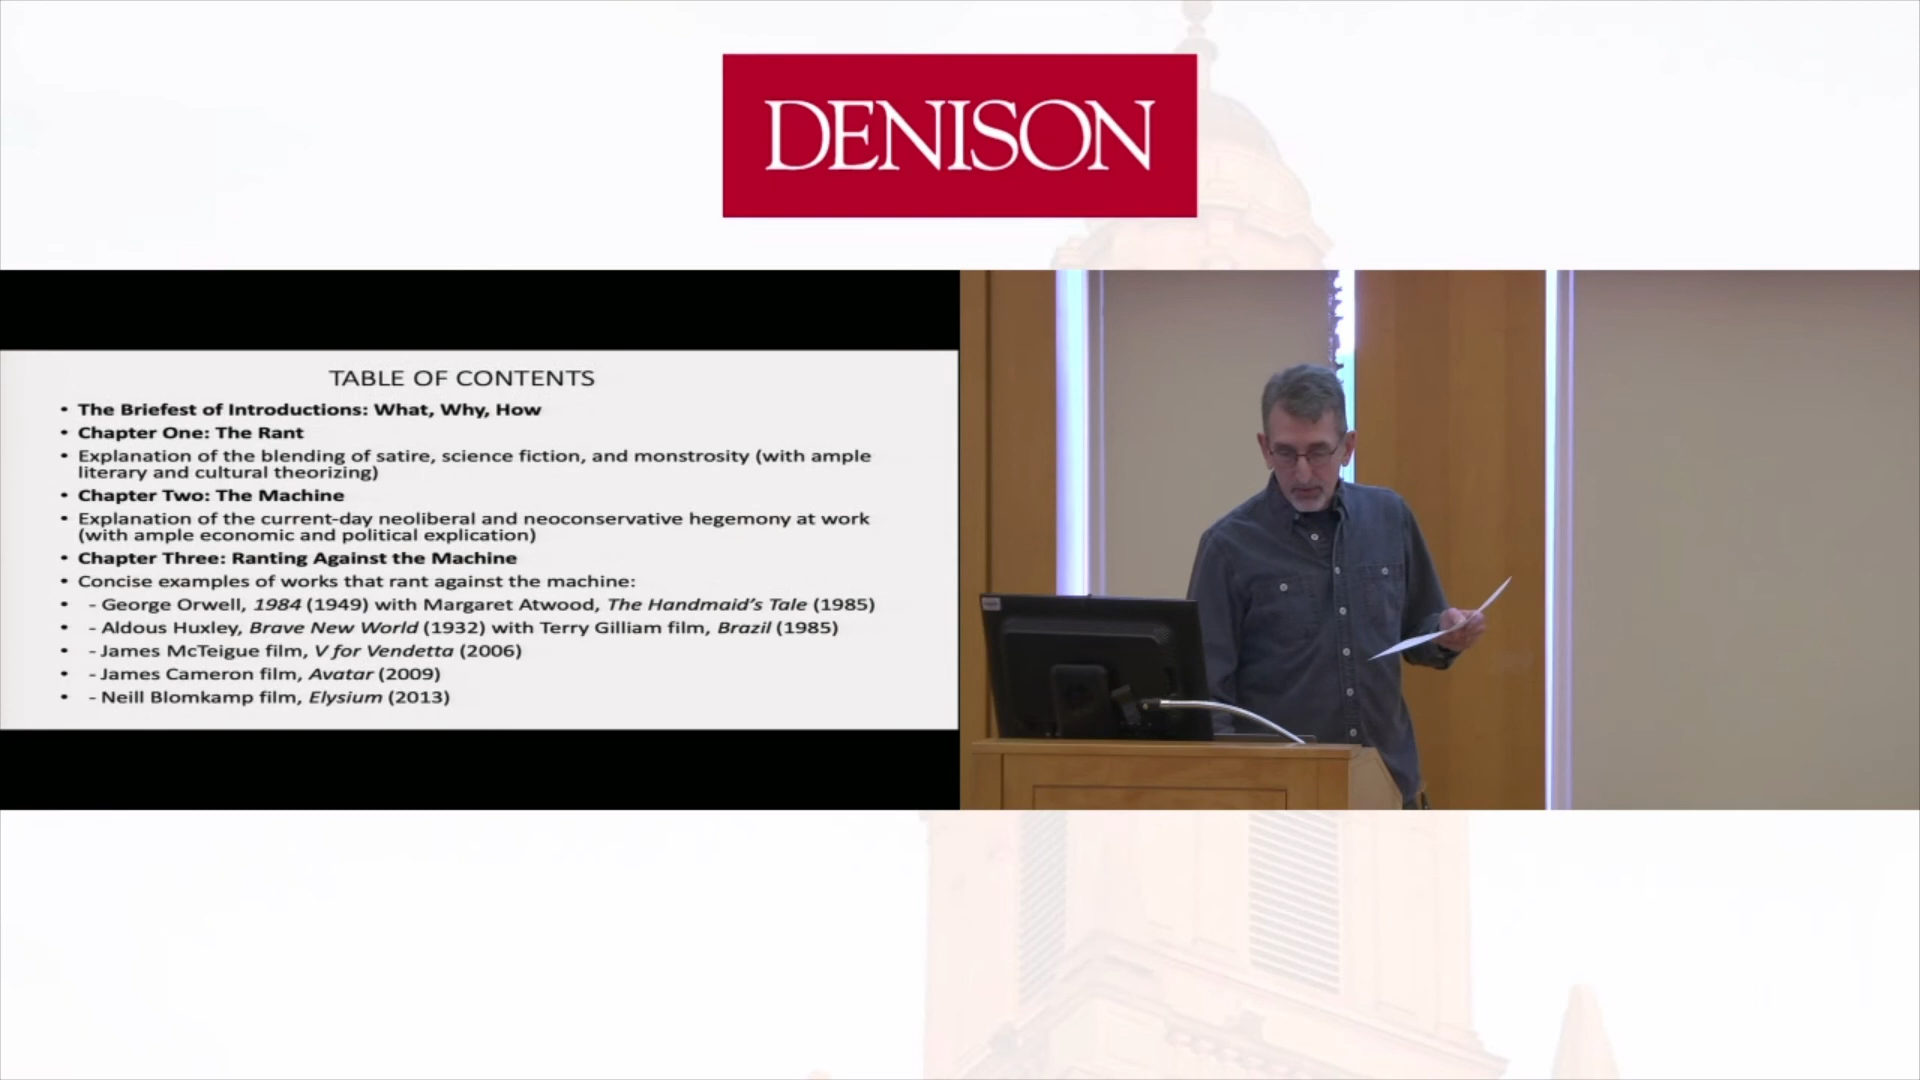 DENISON
TABLE OF CONTENTS
• The Briefest of Introductions: What, Why, How
• Chapter One: The Rant
• Explanation of the blending of satire, science fiction, and monstrosity (with ample
literary and cultural theorizing)
• Chapter Two: The Machine
• Explanation of the current-day neoliberal and neoconservative hegemony at work
(with ample economic and political explication)
• Chapter Three: Ranting Against the Machine
• Concise examples of works that rant against the machine:
• - George Orwell, 1984 (1949) with Margaret Atwood, The Handmaid's Tale (1985)
• - Aldous Huxley, Brave New World (1932) with Terry Gilliam film, Brazil (1985)
• - James McTeigue film, V for Vendetta (2006)
• - James Cameron film, Avatar (2009)
• - Neill Blomkamp film, Elysium (2013)